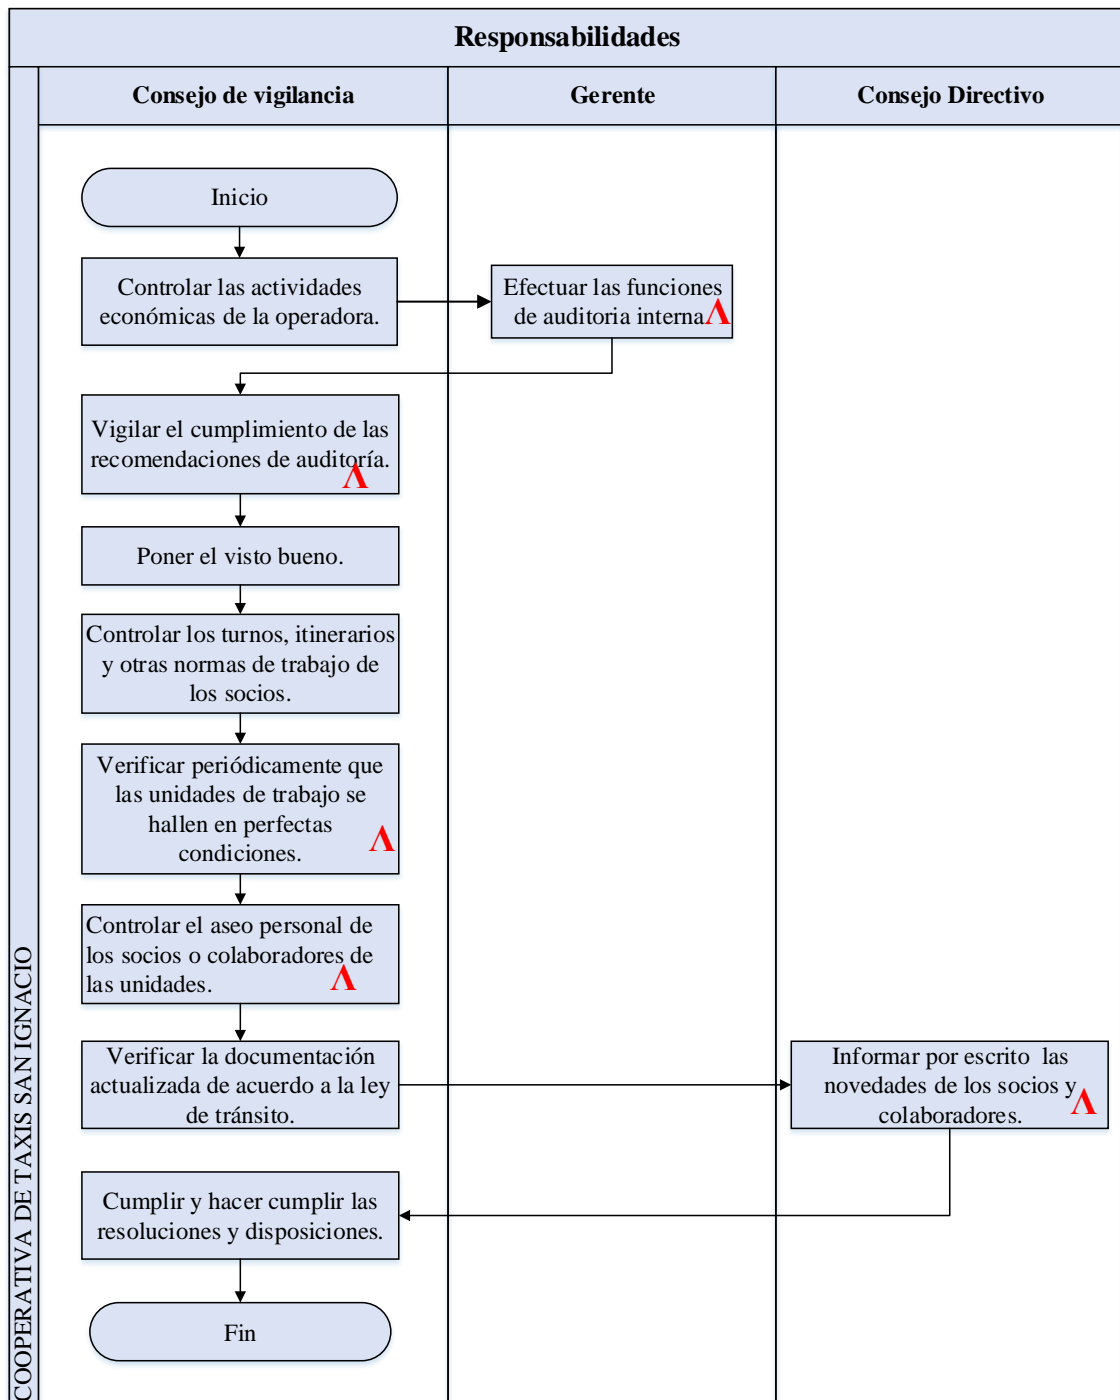 Responsabilidades
Consejo de vigilancia
Gerente
Consejo Directivo
COOPERATIVA DE TAXIS SAN IGNACIO
Inicio
Controlar las actividades
económicas de la operadora.
Efectuar las funciones
de auditoria interna
Λ
Vigilar el cumplimiento de las
recomendaciones de auditoría.
Λ
Poner el visto bueno.
Controlar los turnos, itinerarios
y otras normas de trabajo de
los socios.
Verificar periódicamente que
las unidades de trabajo se
hallen en perfectas
condiciones.
Λ
Controlar el aseo personal de
los socios o colaboradores de
las unidades.
Λ
Verificar la documentación
actualizada de acuerdo a la ley
de tránsito.
Informar por escrito las
novedades de los socios y
colaboradores.
Λ
Cumplir y hacer cumplir las
resoluciones y disposiciones.
Fin